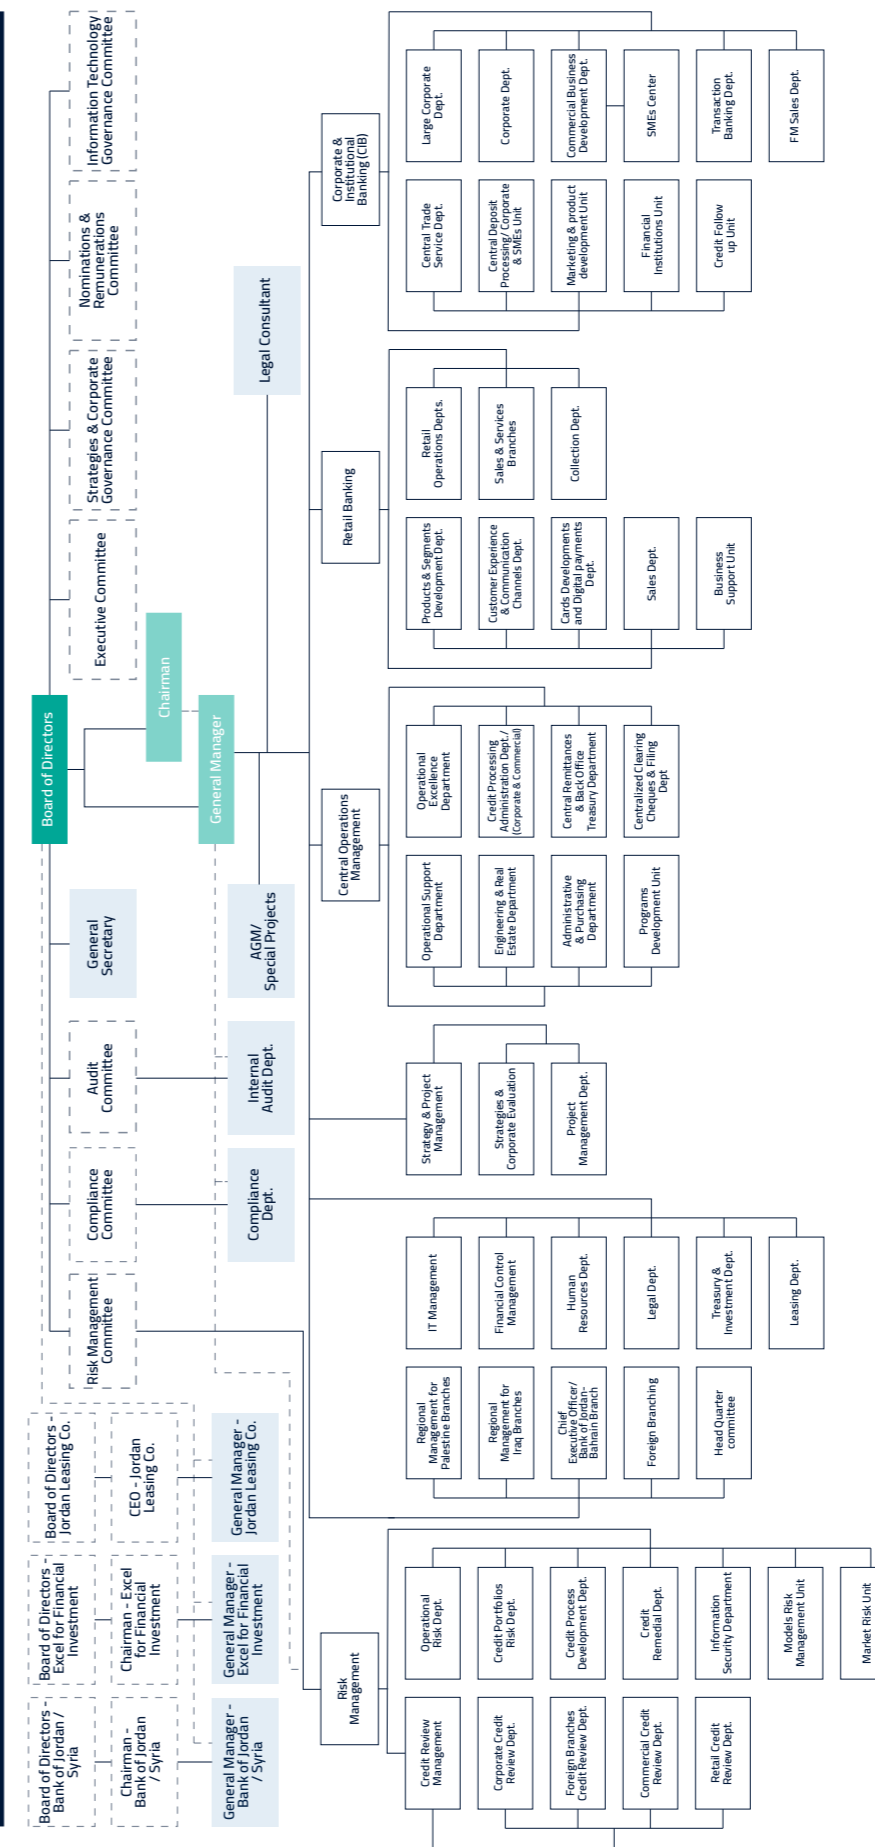 Board of Directors
Information Technology
Governance Committee
Nominations &
Remunerations
Committee
Strategies & Corporate
Governance Committee
Executive Committee
General
Secretary
Audit
Committee
Compliance
Committee
Risk Management
Committee
Board of Directors –
Jordan Leasing Co.
Board of Directors –
Excel for Financial
Investment
Board of Directors –
Bank of Jordan /
Syria
CEO - Jordan
Leasing Co.
Chairman - Excel
for Financial
Investment
Chairman -
Bank of Jordan
/ Syria
Chairman
General Manager
Legal Consultant
AGM/
Special Projects
Internal
Audit Dept.
Compliance
Dept.
General Manager –
Jordan Leasing Co.
General Manager –
Excel for Financial
Investment
General Manager –
Bank of Jordan
/ Syria
Corporate &
Institutional
Banking (CIB)
Large Corporate
Dept.
Corporate Dept.
Commercial Business
Development Dept.
SMEs Center
Transaction
Banking Dept.
FM Sales Dept.
Central Trade
Service Dept.
Central Deposit
Processing/ Corporate
& SMEs Unit
Marketing & product
development Unit
Financial
Institutions Unit
Credit Follow
up Unit
Retail Banking
Retail
Operations Depts.
Sales & Services
Branches
Collection Dept.
Products & Segments
Development Dept.
Customer Experience
& Communication
Channels Dept.
Cards Developments
and Digital payments
Dept.
Sales Dept.
Business
Support Unit
Central Operations
Management
Operational
Excellence
Department
Credit Processing
Administration Dept./
(Corporate & Commercial)
Central Remittances
& Back Office
Treasury Department
Centralized Clearing
Cheques & Filing
Dept
Operational Support
Department
Engineering & Real
Estate Department
Administrative
& Purchasing
Department
Programs
Development Unit
Strategy & Project
Management
Strategies &
Corporate Evaluation
Project
Management Dept.
IT Management
Financial Control
Management
Human
Resources Dept.
Legal Dept.
Treasury &
Investment Dept.
Leasing Dept.
Regional
Management for
Palestine Branches
Regional
Management for
Iraq Branches
Chief
Executive Officer/
Bank of Jordan–
Bahrain Branch
Foreign Branching
Head Quarter
committee
Risk
Management
Operational
Risk Dept.
Credit Portfolios
Risk Dept.
Credit Process
Development Dept.
Credit
Remedial Dept.
Information
Security Department
Models Risk
Management Unit
Market Risk Unit
Credit Review
Management
Corporate Credit
Review Dept.
Foreign Branches
Credit Review Dept.
Commercial Credit
Review Dept.
Retail Credit
Review Dept.